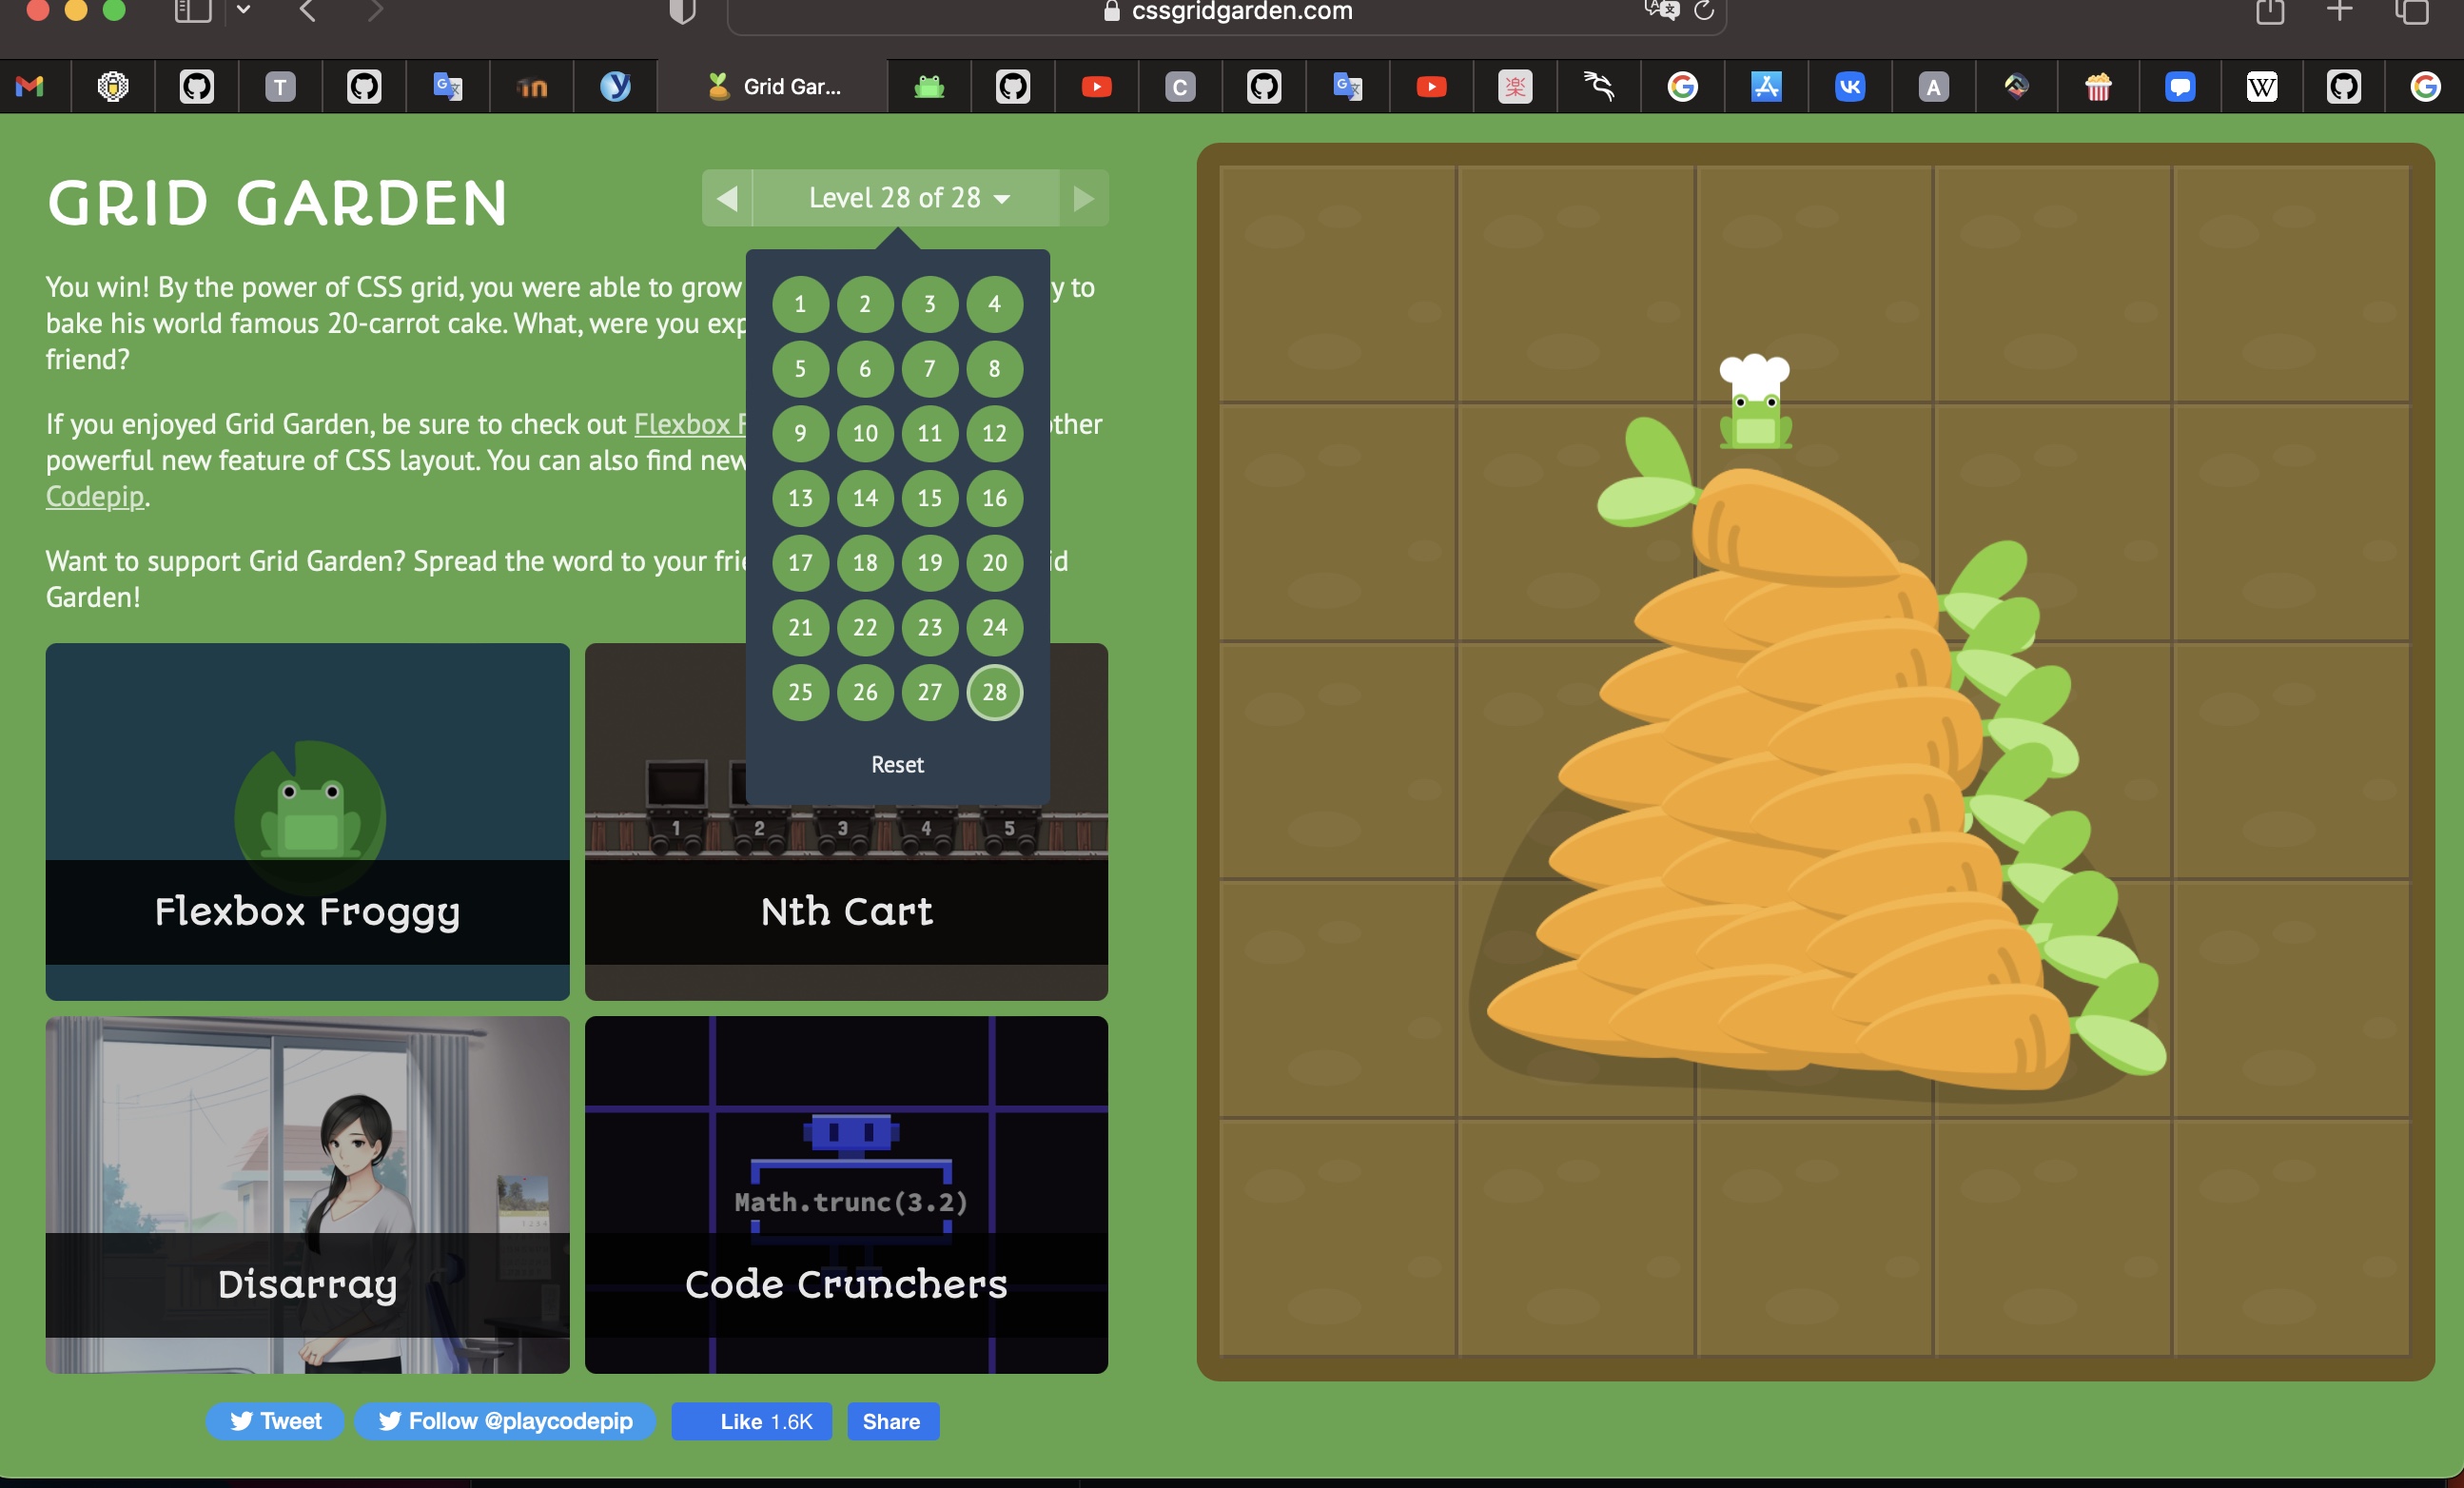 cssgridgarden.com
T
Grid Gar...
C
楽
A
W
GRID GARDEN
Level 28 of 28
You win! By the power of CSS grid, you were able to grow
y to
bake his world famous 20-carrot cake. What, were you exp
friend?
If you enjoyed Grid Garden, be sure to check out Flexbox F
other
powerful new feature of CSS layout. You can also find new
Codepip.
Want to support Grid Garden? Spread the word to your frie
id
Garden!
1 2 3 4
5 6 7 8
9 10 11 12
13 14 15 16
17 18 19 20
21 22 23 24
25 26 27 28
Reset
1 2 3 4 5
Flexbox Froggy
Nth Cart
Math.trunc(3.2)
Disarray
Code Crunchers
Tweet
Follow @playcodepip
Like 1.6K
Share